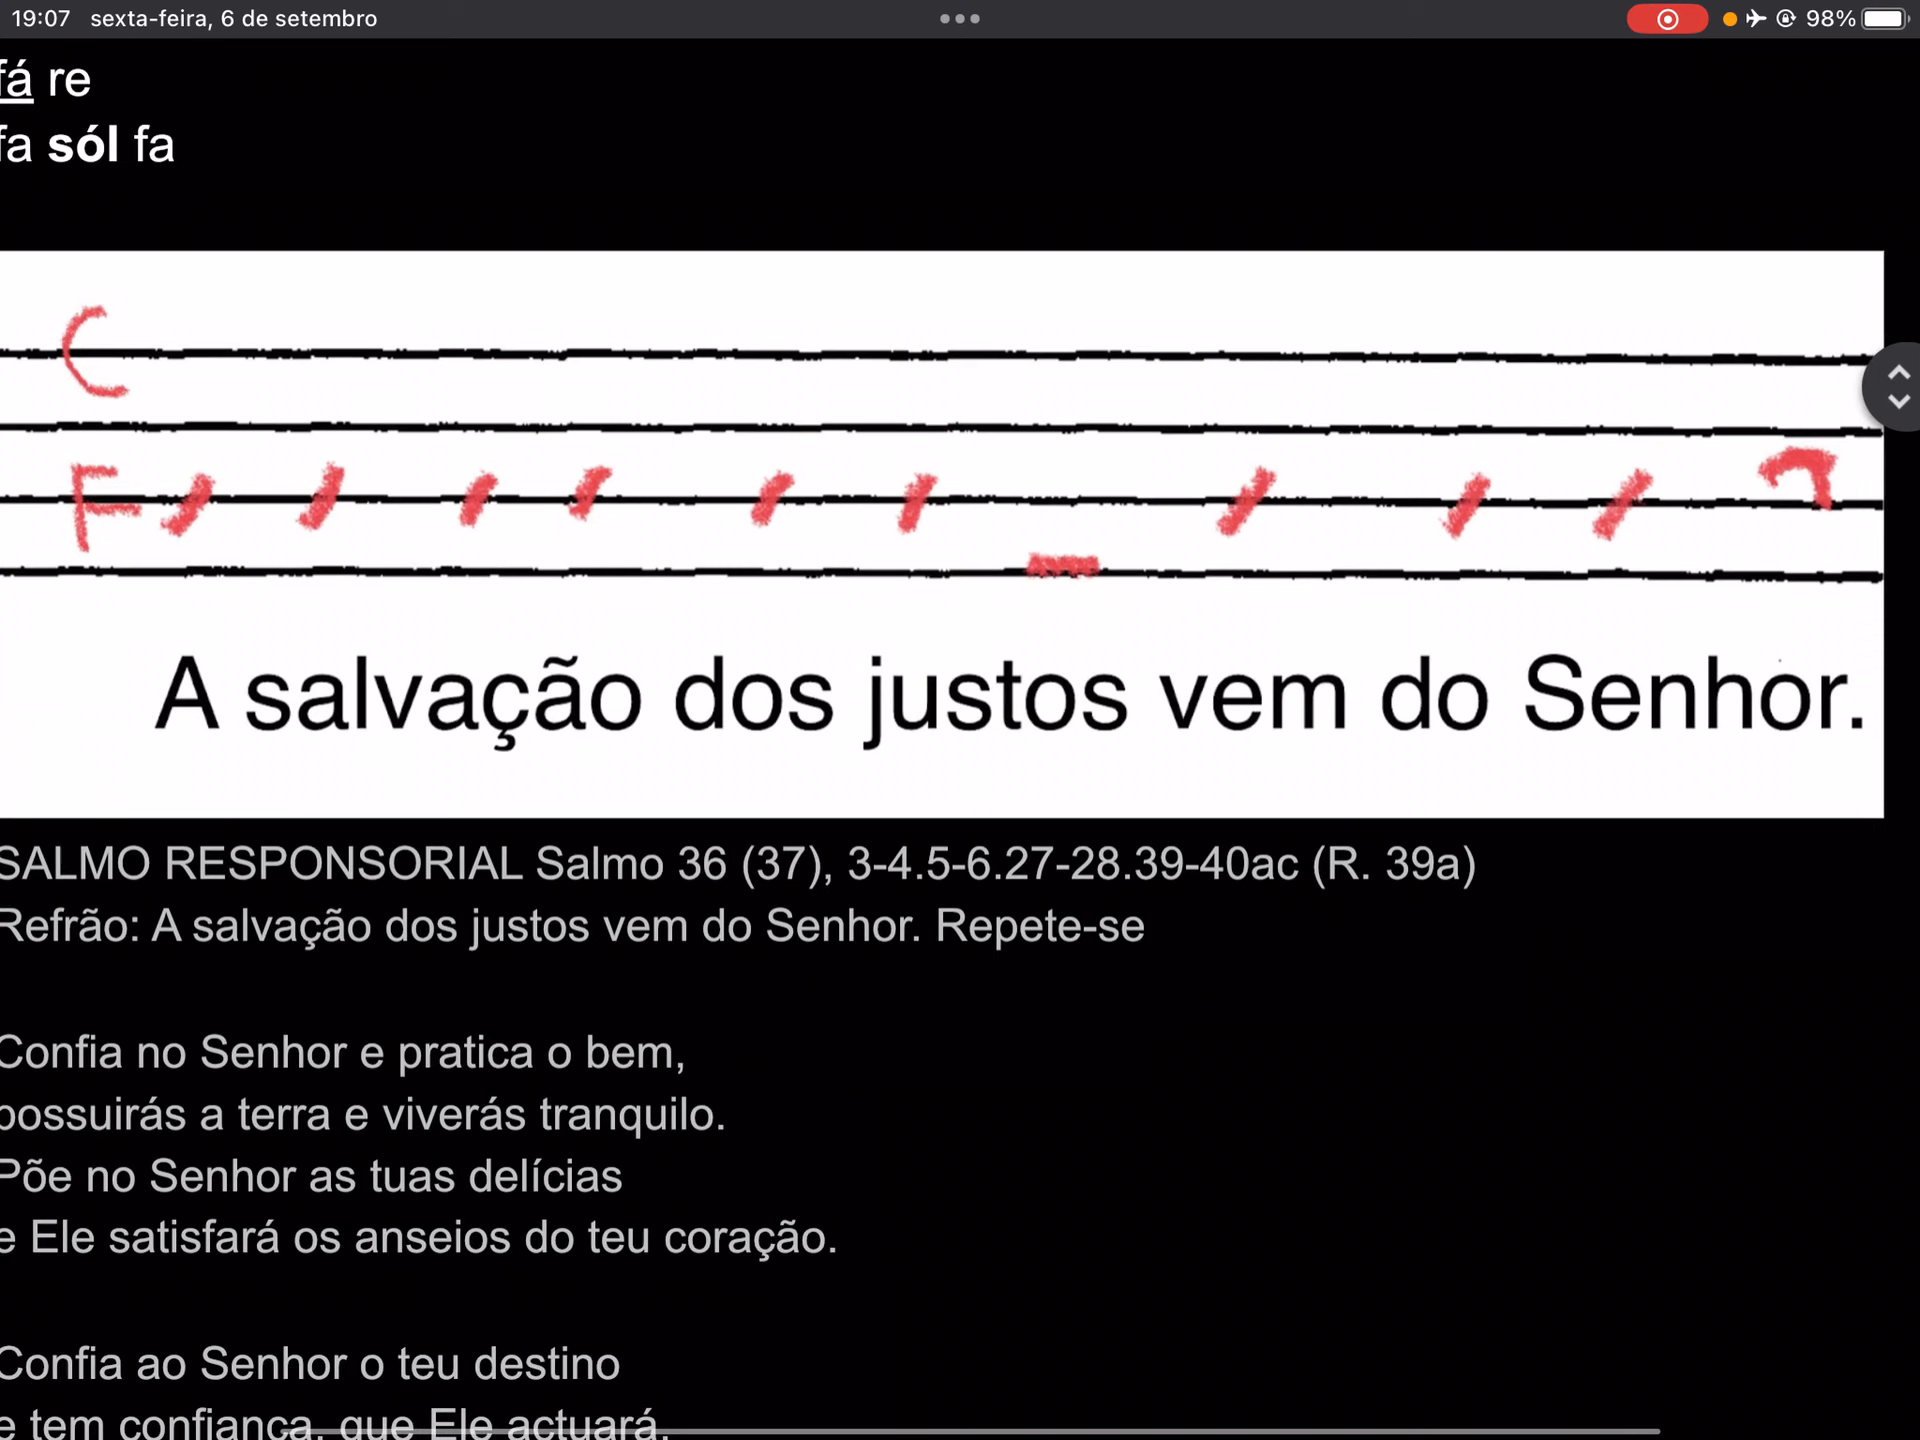 19:07 sexta-feira, 6 de setembro
98%
fá re
fa sól fa
C
F
A salvação dos justos vem do Senhor.
SALMO RESPONSORIAL Salmo 36 (37), 3-4.5-6.27-28.39-40ac (R. 39a)
Refrão: A salvação dos justos vem do Senhor. Repete-se
Confia no Senhor e pratica o bem,
possuirás a terra e viverás tranquilo.
Põe no Senhor as tuas delícias
e Ele satisfará os anseios do teu coração.
Confia ao Senhor o teu destino
e tem confiança, que Ele actuará.